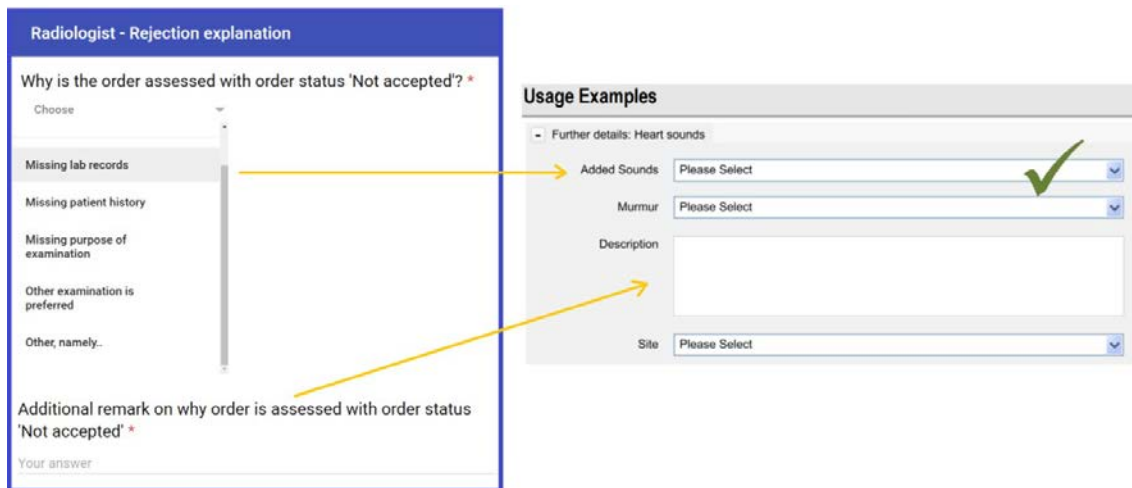 Radiologist - Rejection explanation
Why is the order assessed with order status 'Not accepted'? *
Choose
Missing lab records
Missing patient history
Missing purpose of
examination
Other examination is
preferred
Other, namely..
Additional remark on why order is assessed with order status
'Not accepted' *
Your answer
Usage Examples
- Further details: Heart sounds
Added Sounds Please Select
Murmur Please Select
Description
Site Please Select